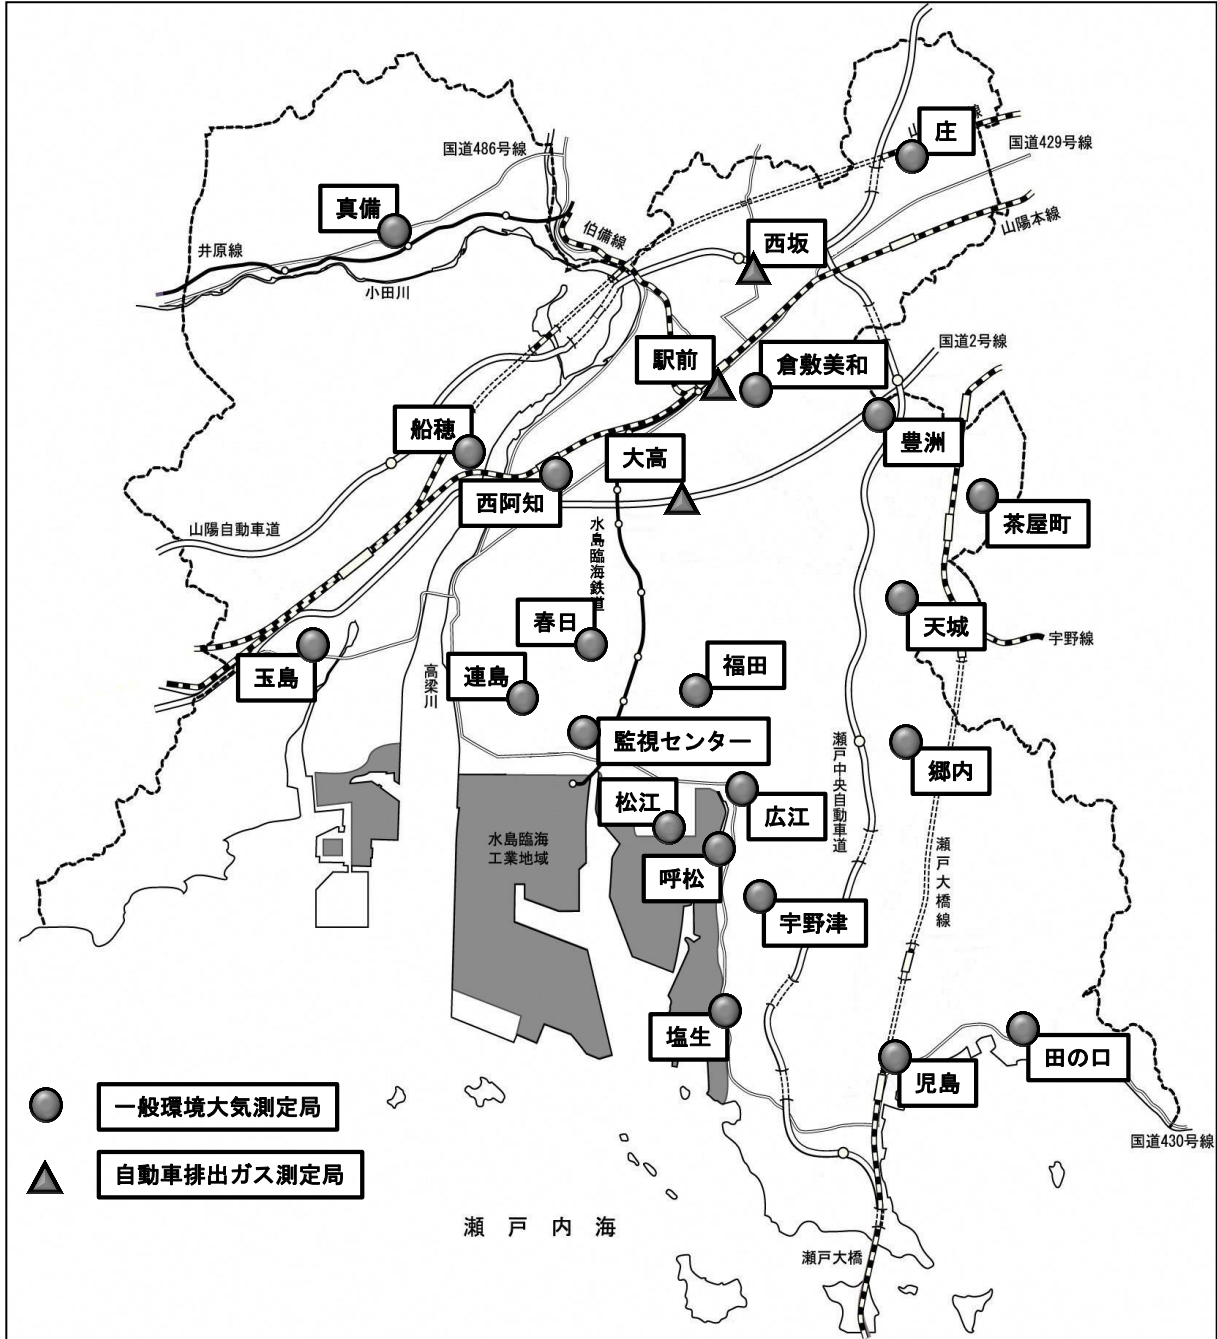 庄
国道429号線
国道486号線
真備
山陽本線
西坂
伯備線
井原線
小田川
国道2号線
駅前
倉敷美和
船穂
豊洲
大高
西阿知
茶屋町
山陽自動車道
水島臨海鉄道
春日
天城
宇野線
玉島
連島
高梁川
福田
監視センター
瀬戸中央自動車道
郷内
松江
広江
水島臨海
工業地域
呼松
瀬戸大橋線
宇野津
塩生
田の口
児島
一般環境大気測定局
国道430号線
自動車排出ガス測定局
瀬戸内海
瀬戸大橋